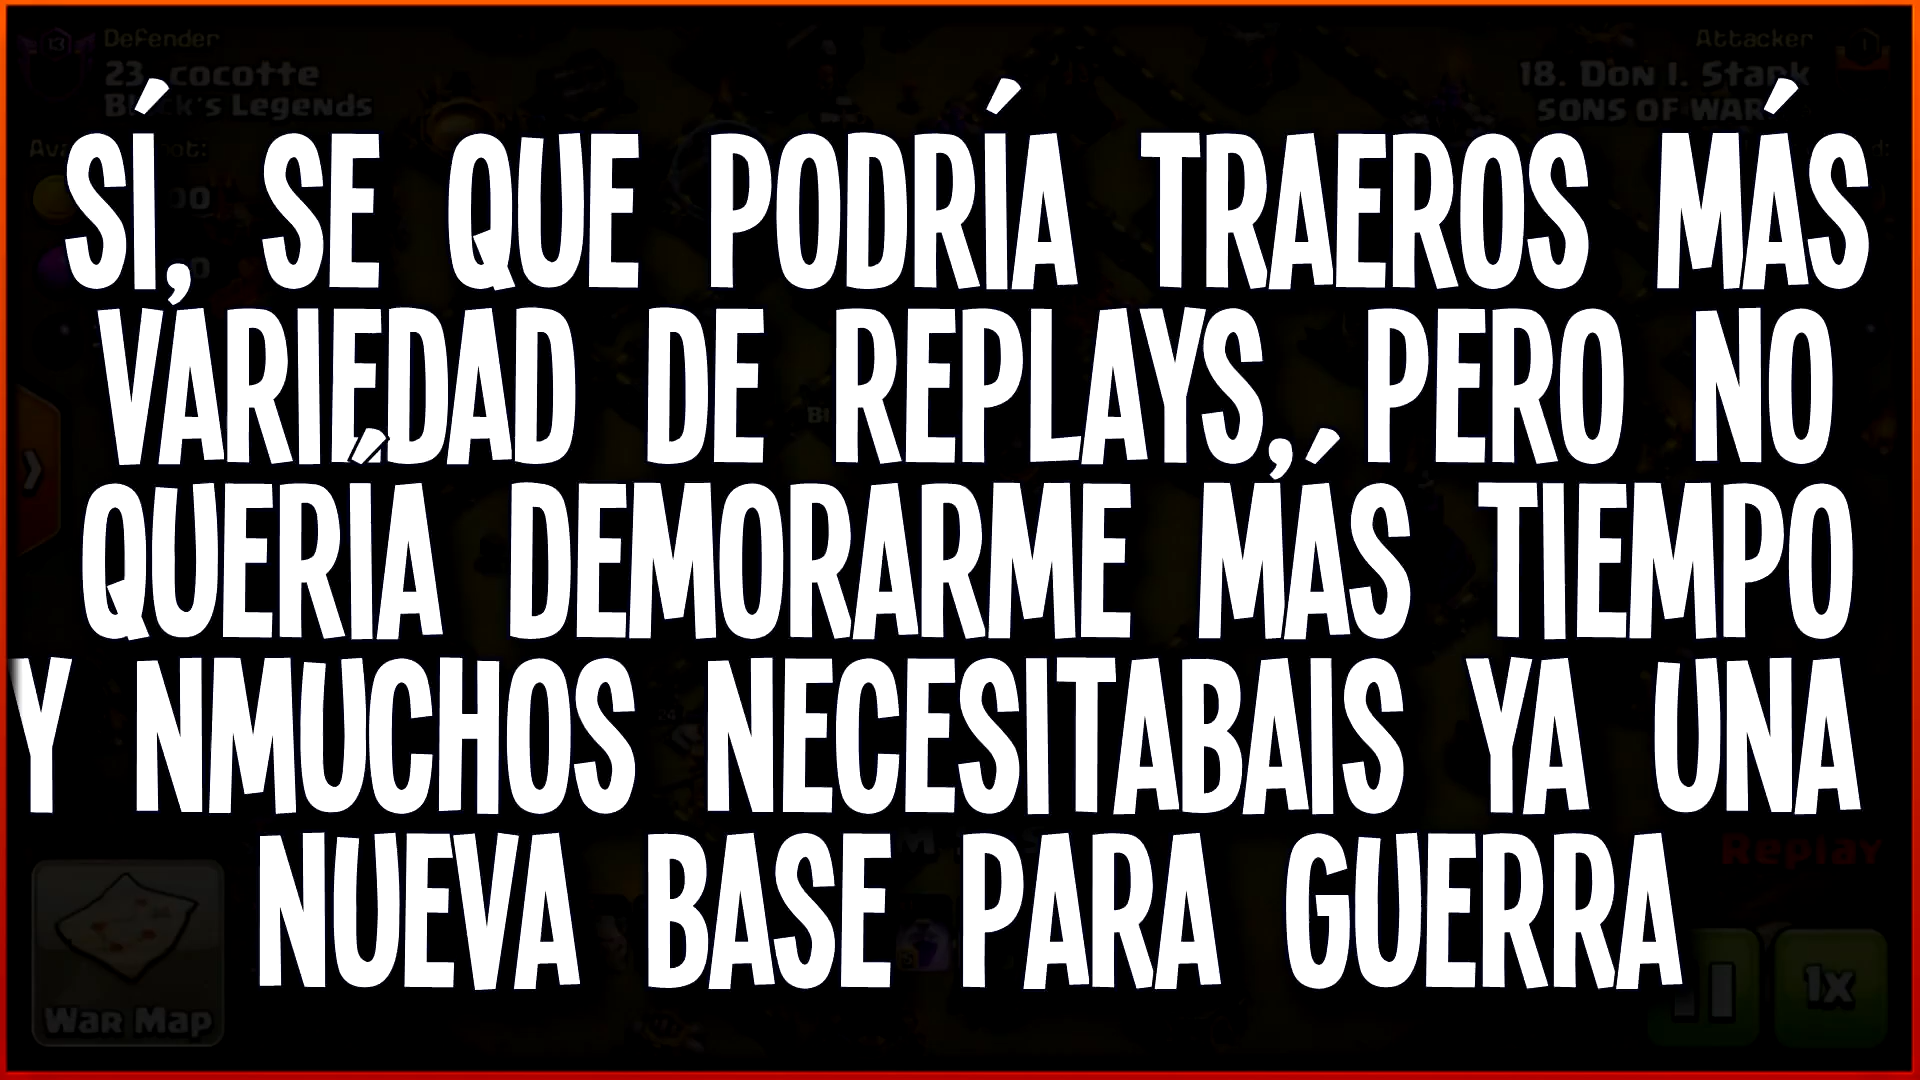 Defender
23. cocotte
Attacker
18. Don I. Stark
SONS OF WAR
SÍ, SE QUE PODRÍA TRAEROS MÁS
VARIEDAD DE REPLAYS, PERO NO
QUERÍA DEMORARME MÁS TIEMPO
Y NMUCHOS NECESITABAIS YA UNA
NUEVA BASE PARA GUERRA
Replay
War Map
1x